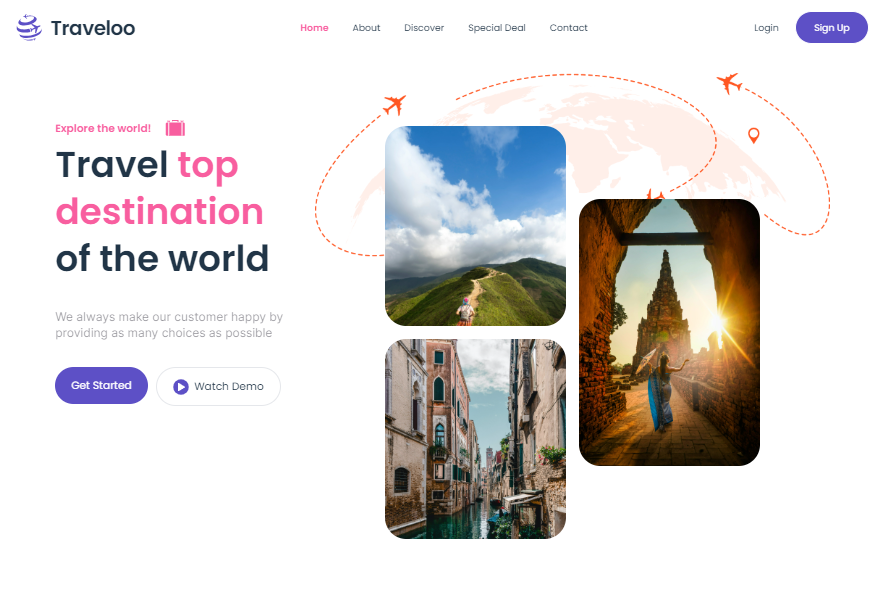 Traveloo
Home About Discover Special Deal Contact
Login Sign Up
Explore the world!
Travel top
destination
of the world
We always make our customer happy by
providing as many choices as possible
Get Started Watch Demo